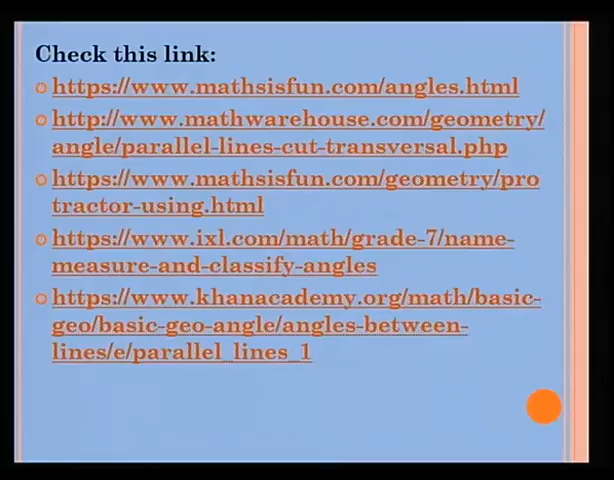 Check this link:
https://www.mathsisfun.com/angles.html
http://www.mathwarehouse.com/geometry/
angle/parallel-lines-cut-transversal.php
https://www.mathsisfun.com/geometry/pro
tractor-using.html
https://www.ixl.com/math/grade-7/name-
measure-and-classify-angles
https://www.khanacademy.org/math/basic-
geo/basic-geo-angle/angles-between-
lines/e/parallel_lines_1